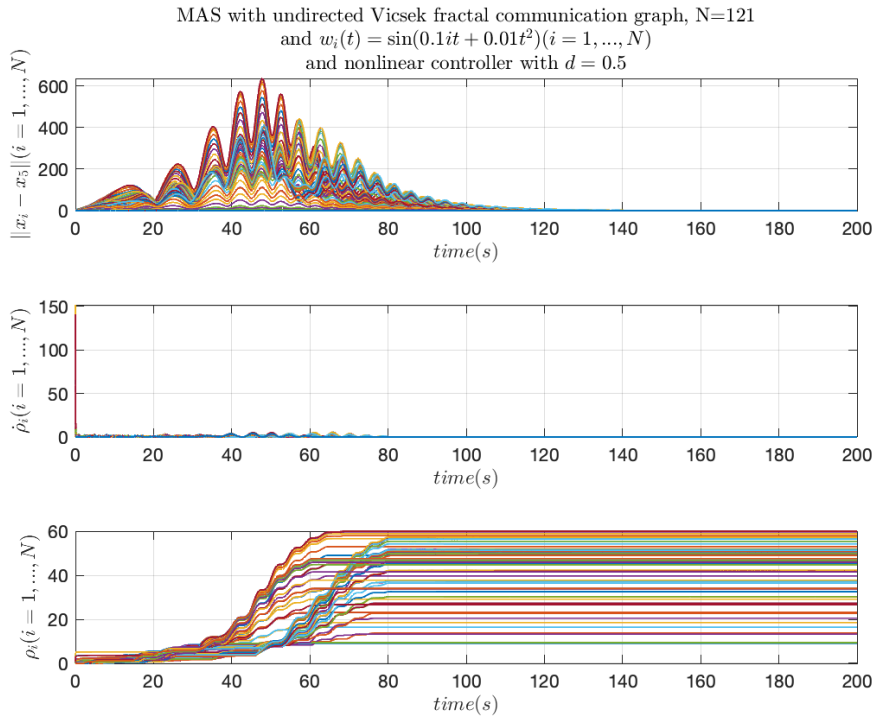 MAS with undirected Vicsek fractal communication graph, N=121
and $w_i(t) = \sin(0.1it + 0.01t^2)(i = 1, ..., N)$
and nonlinear controller with $d = 0.5$
$||x_i - x_5||(i = 1, ..., N)$
600
400
200
0
0 20 40 60 80 100 120 140 160 180 200
$time(s)$
$\dot{\rho}_i(i = 1, ..., N)$
150
100
50
0
0 20 40 60 80 100 120 140 160 180 200
$time(s)$
$\rho_i(i = 1, ..., N)$
60
40
20
0
0 20 40 60 80 100 120 140 160 180 200
$time(s)$